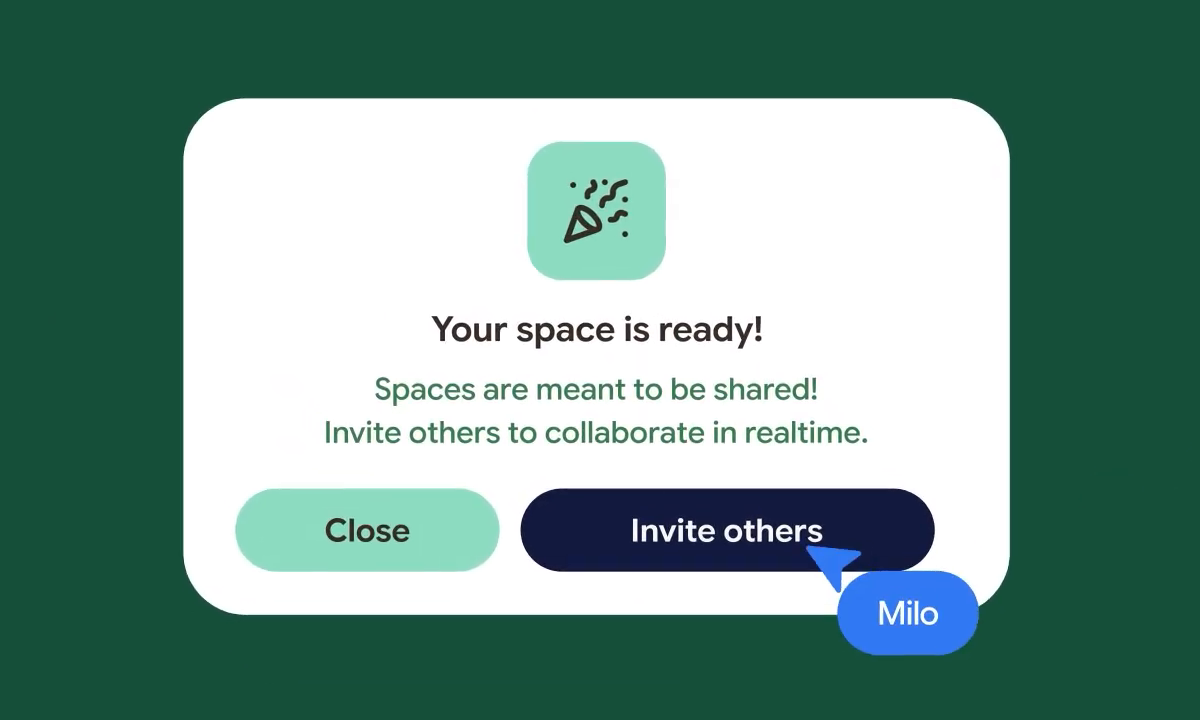 Your space is ready!
Spaces are meant to be shared!
Invite others to collaborate in realtime.
Close
Invite others
Milo